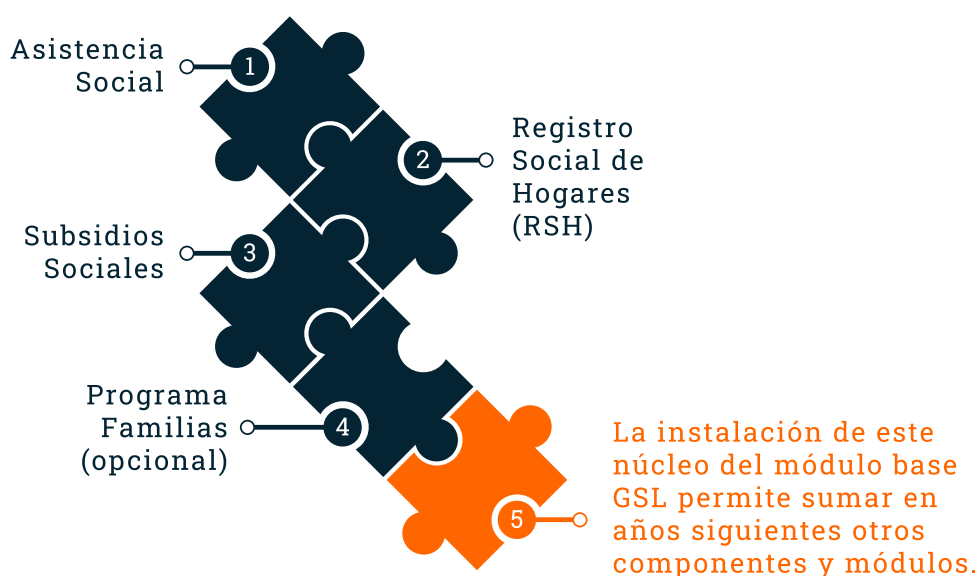 1
Asistencia
Social
2
Registro
Social de
Hogares
(RSH)
3
Subsidios
Sociales
4
Programa
Familias
(opcional)
5
La instalación de este
núcleo del módulo base
GSL permite sumar en
años siguientes otros
componentes y módulos.